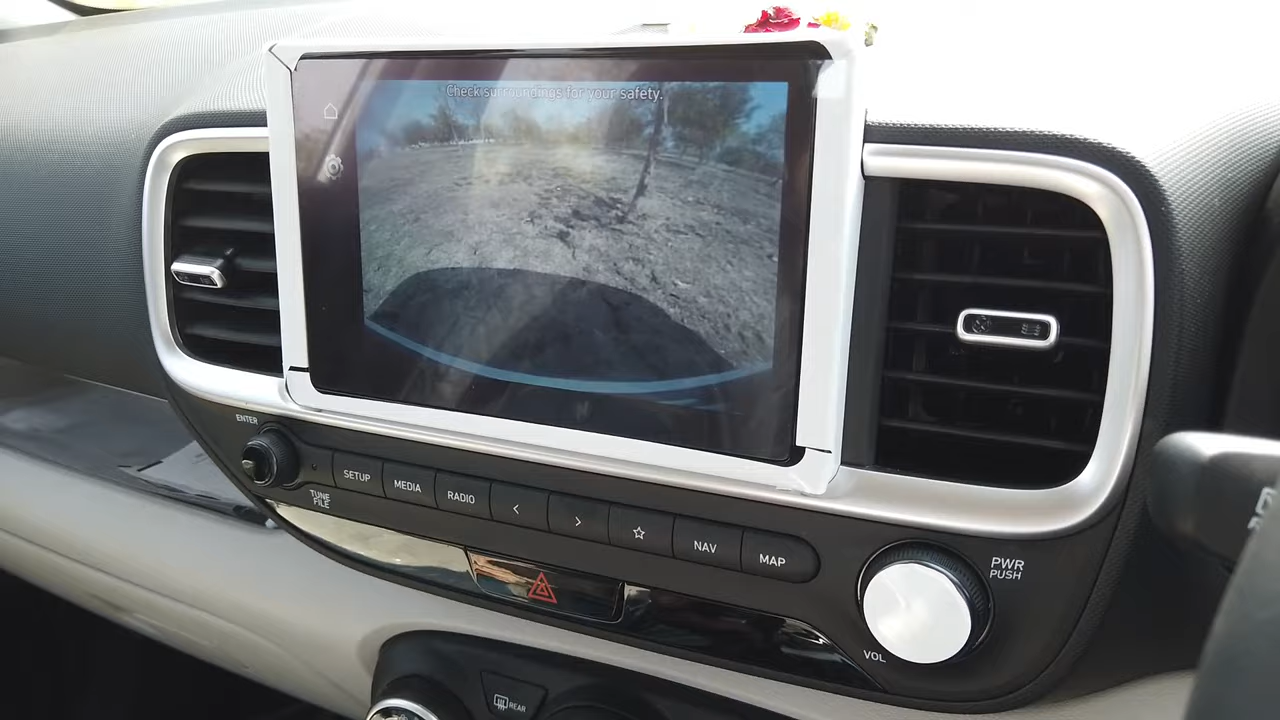 Check surroundings for your safety.
ENTER
TUNE
FILE
SETUP
MEDIA
RADIO
NAV
MAP
PWR
PUSH
VOL
REAR